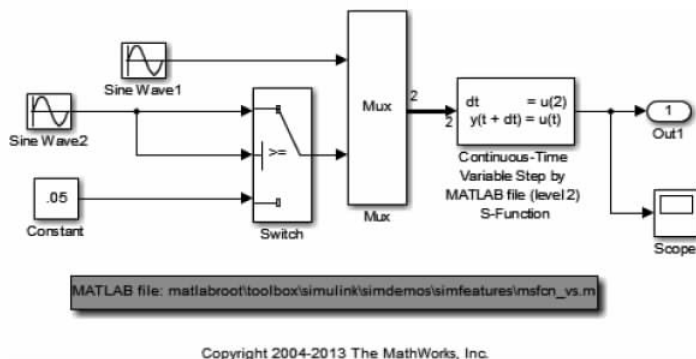 Sine Wave1
Sine Wave2
.05
Constant
>=
Switch
Mux
Mux
2
2
dt = u(2)
y(t + dt) = u(t)
Continuous-Time
Variable Step by
MATLAB file (level 2)
S-Function
1
Out1
Scope
MATLAB file: matlabroot\toolbox\simulink\simdemos\simfeatures\msfcn_vs.m
Copyright 2004-2013 The MathWorks, Inc.